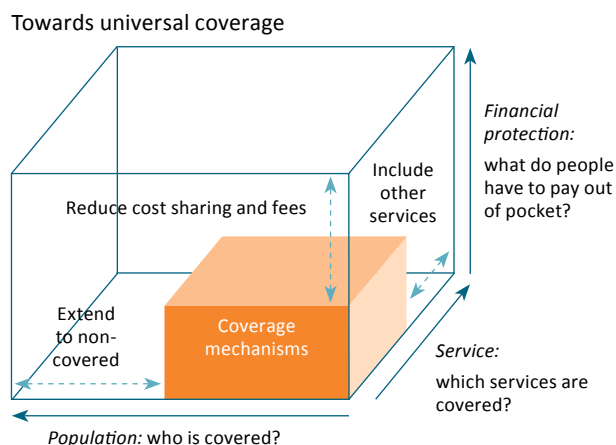 Towards universal coverage
Financial
protection:
what do people
have to pay out
of pocket?
Include
other
services
Reduce cost sharing and fees
Extend
to non-
covered
Coverage
mechanisms
Service:
which services are
covered?
Population: who is covered?